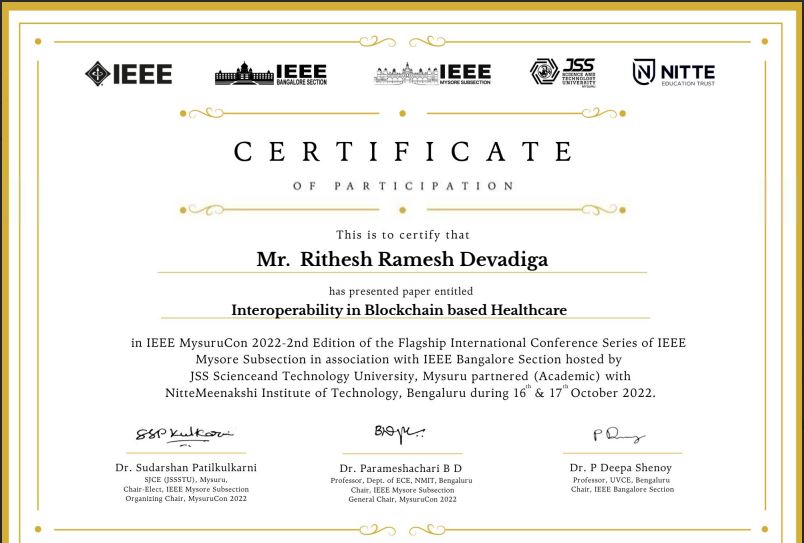 IEEE
IEEE
BANGALORE SECTION
IEEE
MYSORE SUBSECTION
JSS
SCIENCE AND
TECHNOLOGY
UNIVERSITY
MYSURU
NITTE
EDUCATION TRUST
CERTIFICATE
OF PARTICIPATION
This is to certify that
Mr. Rithesh Ramesh Devadiga
has presented paper entitled
Interoperability in Blockchain based Healthcare
in IEEE MysuruCon 2022-2nd Edition of the Flagship International Conference Series of IEEE
Mysore Subsection in association with IEEE Bangalore Section hosted by
JSS Scienceand Technology University, Mysuru partnered (Academic) with
NitteMeenakshi Institute of Technology, Bengaluru during 16th & 17th October 2022.
SSP Kulkarni
Dr. Sudarshan Patilkulkarni
SJCE (JSSSTU), Mysuru,
Chair-Elect, IEEE Mysore Subsection
Organizing Chair, MysuruCon 2022
Dr. Parameshachari B D
Professor, Dept. of ECE, NMIT, Bengaluru
Chair, IEEE Mysore Subsection
General Chair, MysuruCon 2022
Dr. P Deepa Shenoy
Professor, UVCE, Bengaluru
Chair, IEEE Bangalore Section